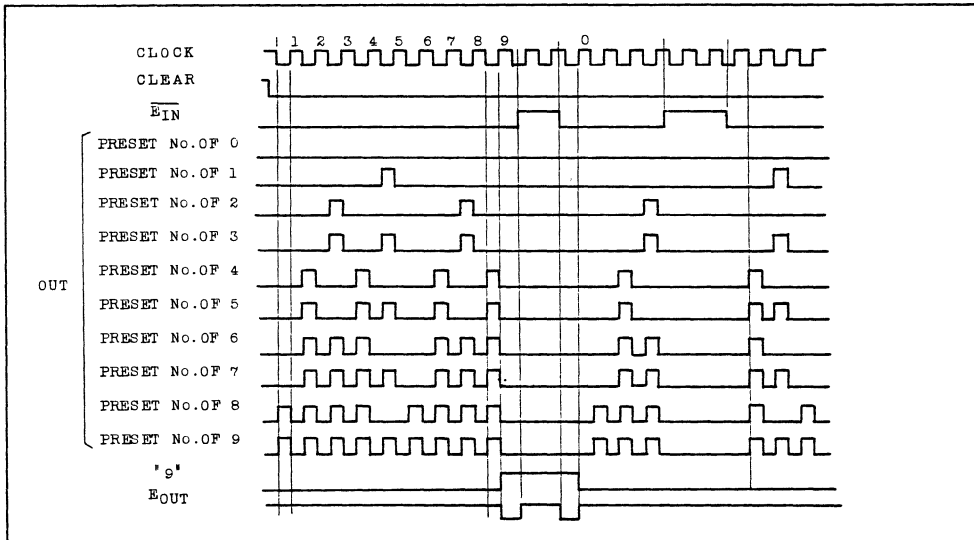 1 2 3 4 5 6 7 8 9 0
CLOCK
CLEAR
E̅I̅N̅
PRESET No.OF 0
PRESET No.OF 1
PRESET No.OF 2
PRESET No.OF 3
PRESET No.OF 4
OUT
PRESET No.OF 5
PRESET No.OF 6
PRESET No.OF 7
PRESET No.OF 8
PRESET No.OF 9
"9"
EOUT